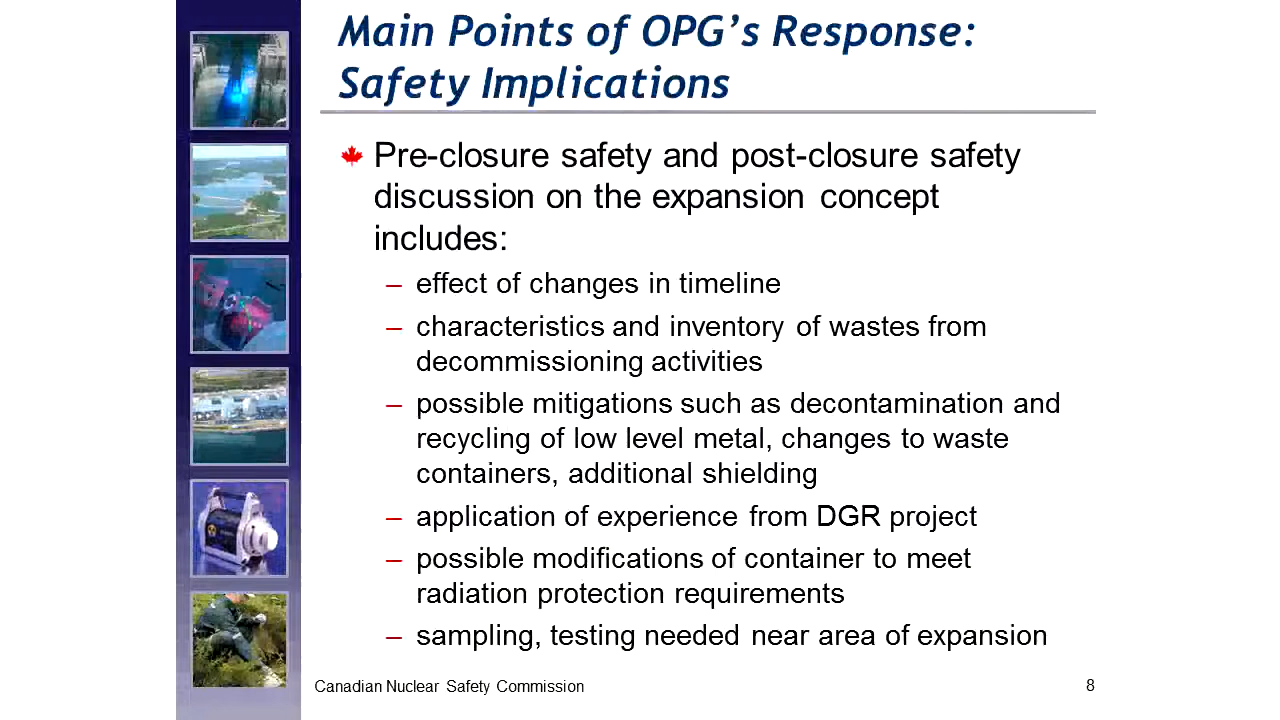 Main Points of OPG’s Response:
Safety Implications
Pre-closure safety and post-closure safety
discussion on the expansion concept
includes:
– effect of changes in timeline
– characteristics and inventory of wastes from
decommissioning activities
– possible mitigations such as decontamination and
recycling of low level metal, changes to waste
containers, additional shielding
– application of experience from DGR project
– possible modifications of container to meet
radiation protection requirements
– sampling, testing needed near area of expansion
Canadian Nuclear Safety Commission
8